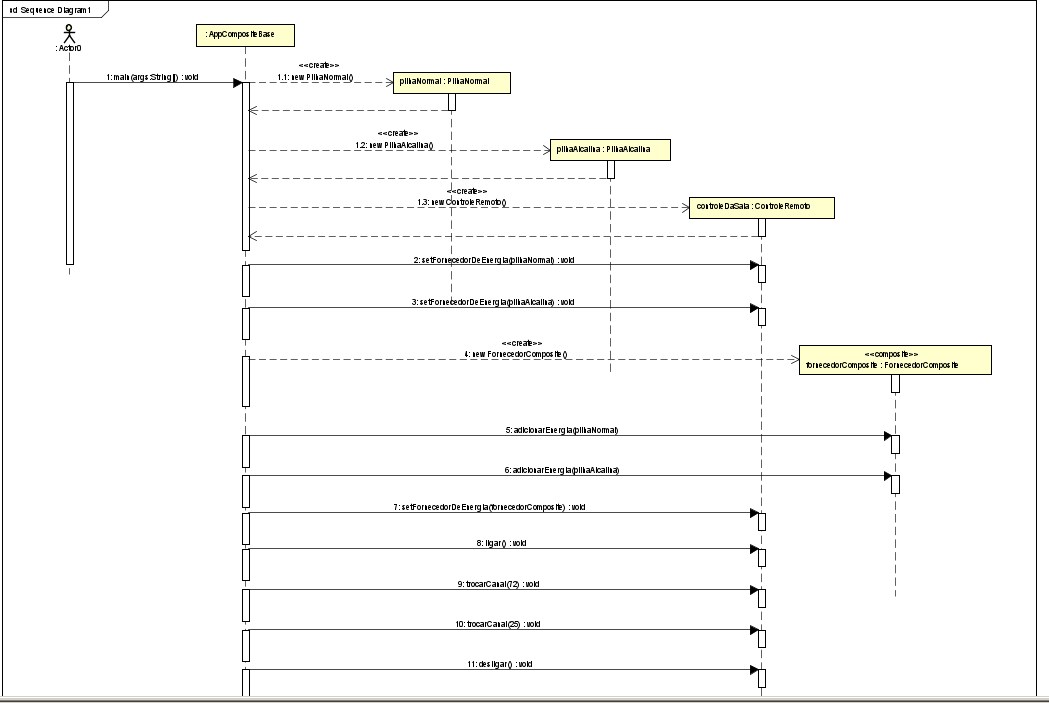 sd Sequence Diagram1
: Actor0
: AppCompositeBase
1: main(args:String[]) : void
<<create>>
1.1: new PilhaNormal()
pilhaNormal : PilhaNormal
<<create>>
1.2: new PilhaAlcalina()
pilhaAlcalina : PilhaAlcalina
<<create>>
1.3: new ControleRemoto()
controleDaSala : ControleRemoto
2: setFornecedorDeEnergia(pilhaNormal) : void
3: setFornecedorDeEnergia(pilhaAlcalina) : void
<<create>>
4: new FornecedorComposite()
<<composite>>
fornecedorComposite : FornecedorComposite
5: adicionarEnergia(pilhaNormal)
6: adicionarEnergia(pilhaAlcalina)
7: setFornecedorDeEnergia(fornecedorComposite) : void
8: ligar() : void
9: trocarCanal(72) : void
10: trocarCanal(25) : void
11: desligar() : void